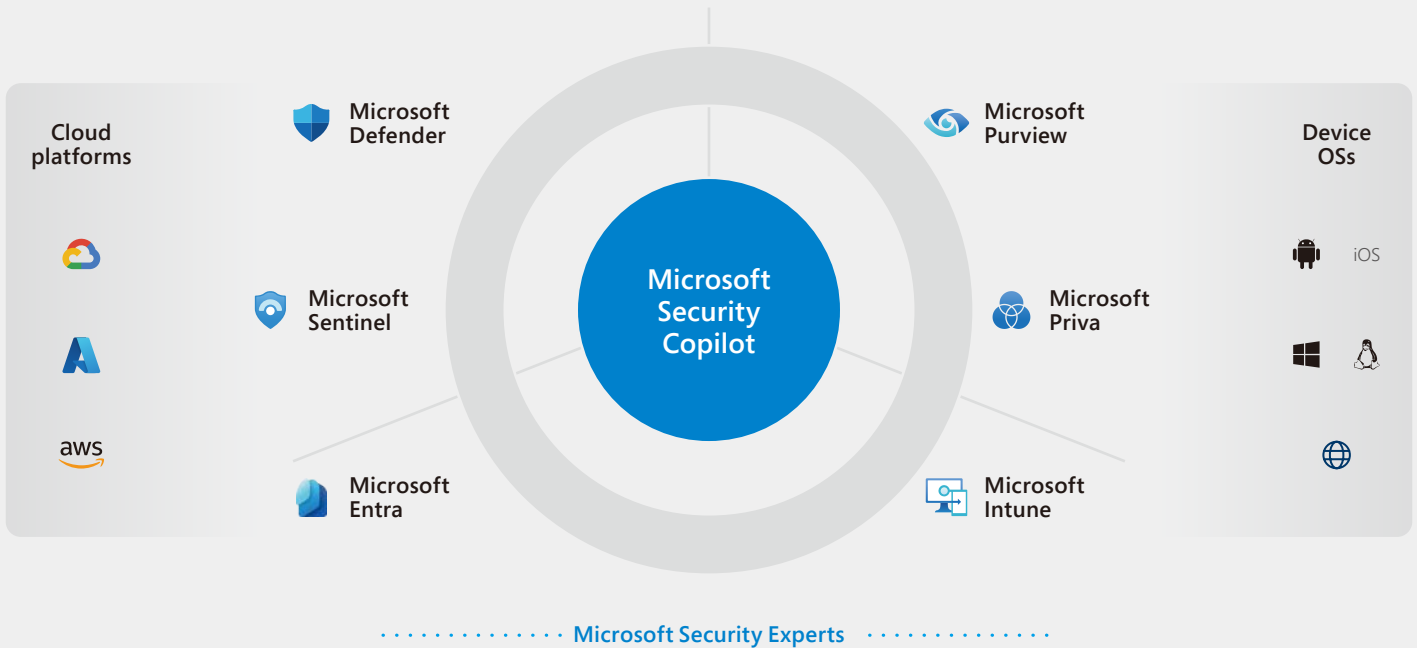 Cloud
platforms
aws
Microsoft
Defender
Microsoft
Sentinel
Microsoft
Entra
Microsoft
Security
Copilot
Microsoft
Purview
Microsoft
Priva
Microsoft
Intune
Device
OSs
iOS
Microsoft Security Experts